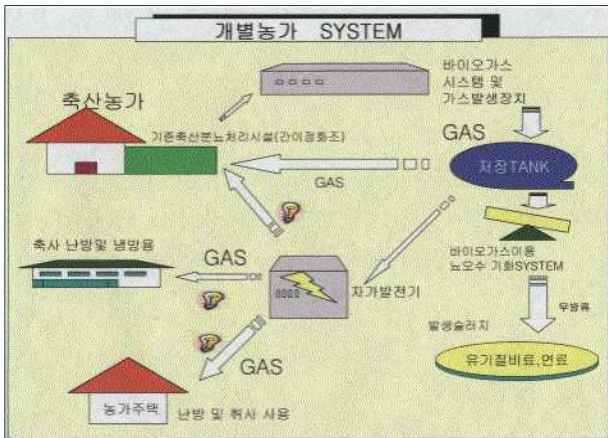 개별농가 SYSTEM
바이오가스
시스템 및
가스발생장치
축산농가
기존축산분뇨처리시설(간이정화조)
GAS
저장TANK
GAS
축사 난방및 냉방용
GAS
바이오가스이용
뇨오수 기화SYSTEM
자가발전기
무방류
발생슬러지
유기질비료,연료
GAS
농가주택
난방 및 취사 사용